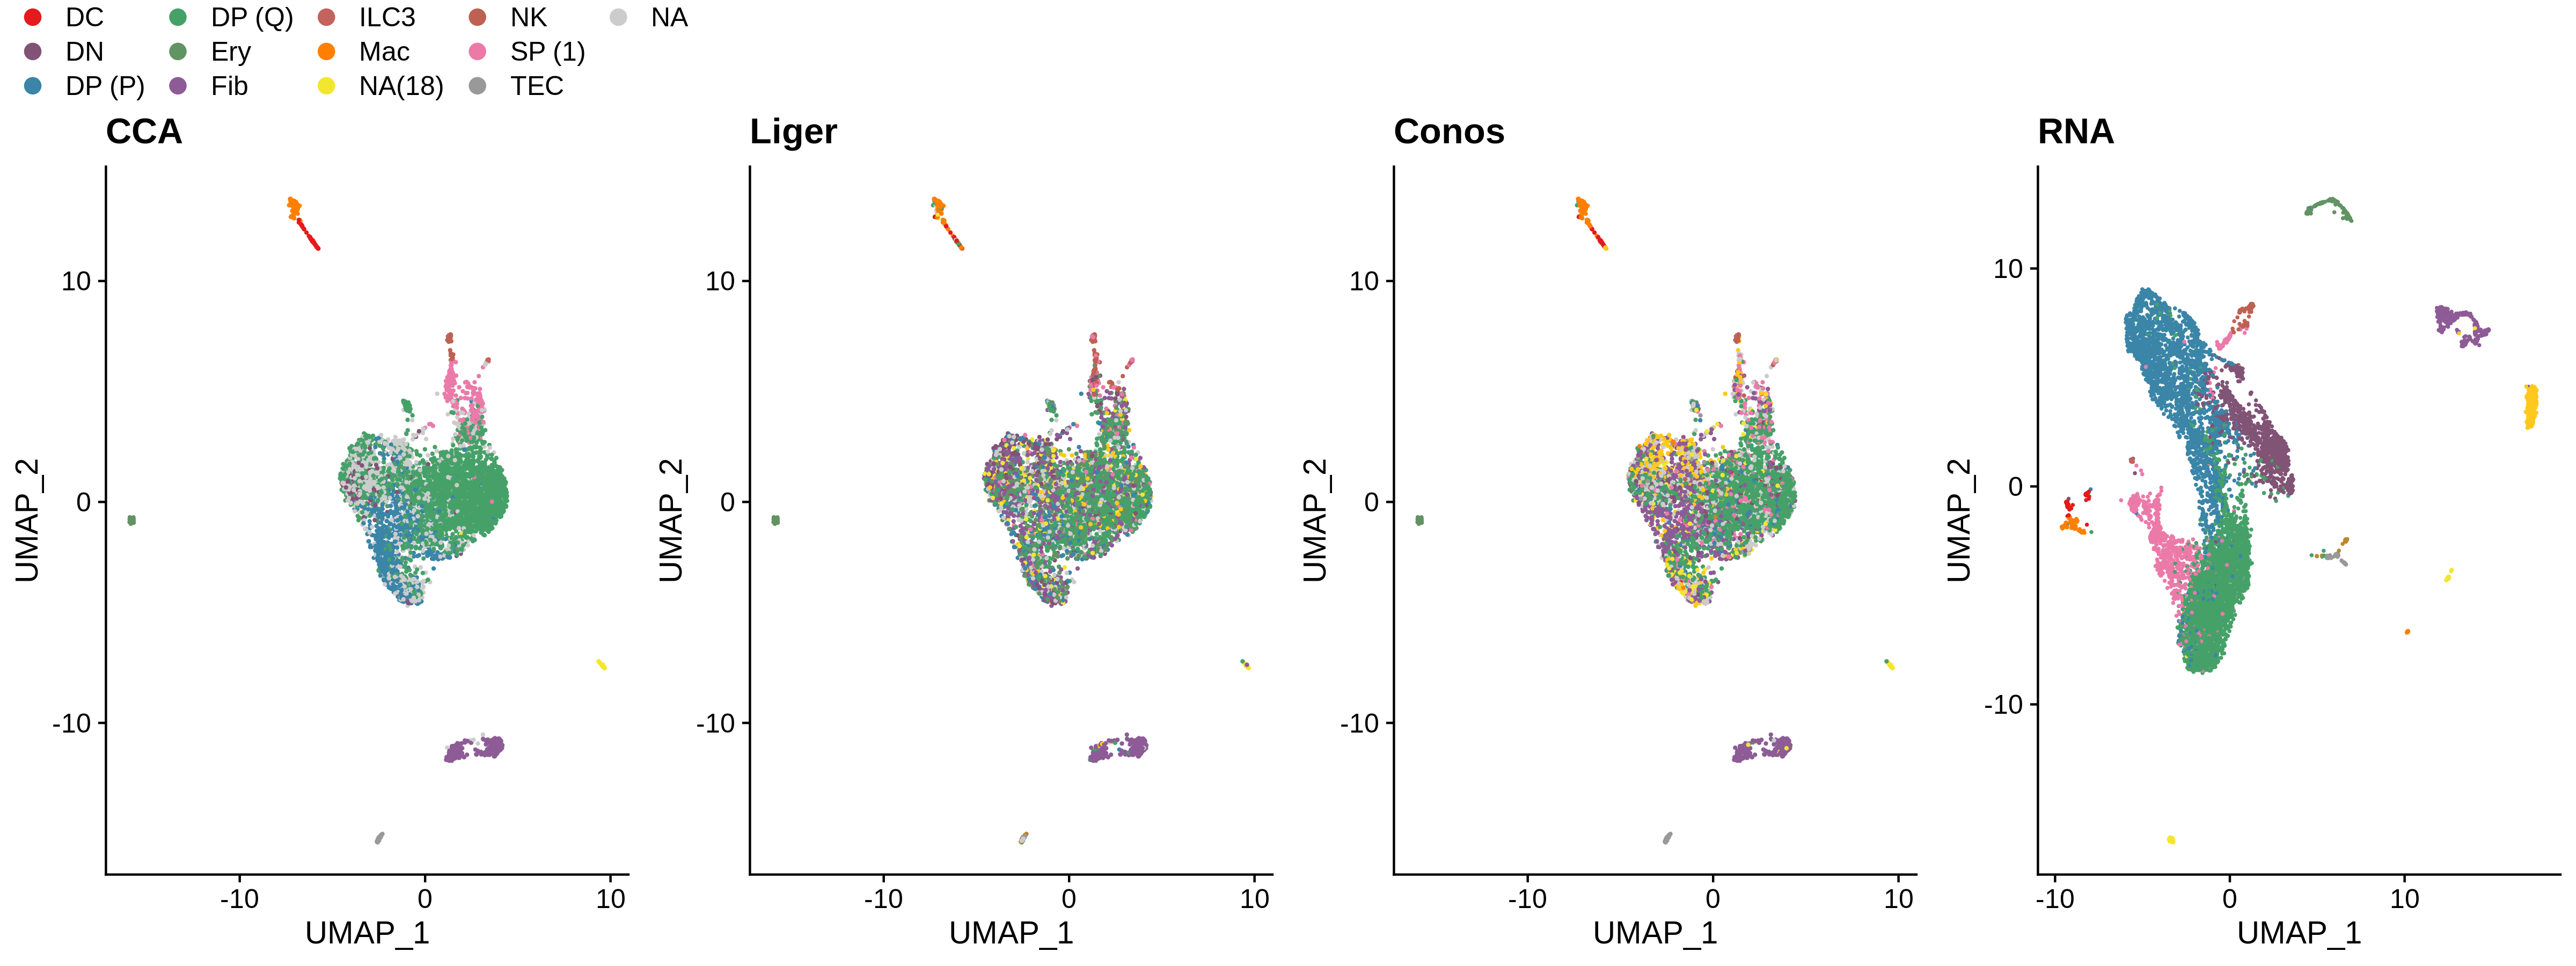 DC DP (Q) ILC3 NK NA
DN Ery Mac SP (1)
DP (P) Fib NA(18) TEC
CCA Liger Conos RNA
10 10 10 10
0 0 0 0
-10 -10 -10 -10
UMAP_2 UMAP_2 UMAP_2 UMAP_2
-10 0 10 -10 0 10 -10 0 10 -10 0 10
UMAP_1 UMAP_1 UMAP_1 UMAP_1